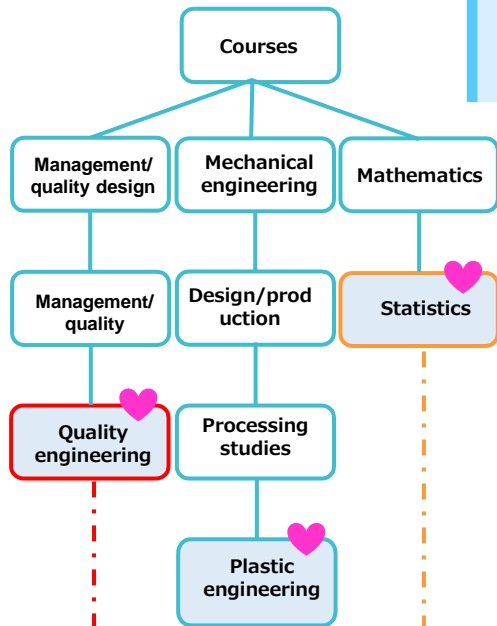 Courses
Management/
quality design
Mechanical
engineering
Mathematics
Management/
quality
Design/prod
uction
Statistics
Quality
engineering
Processing
studies
Plastic
engineering